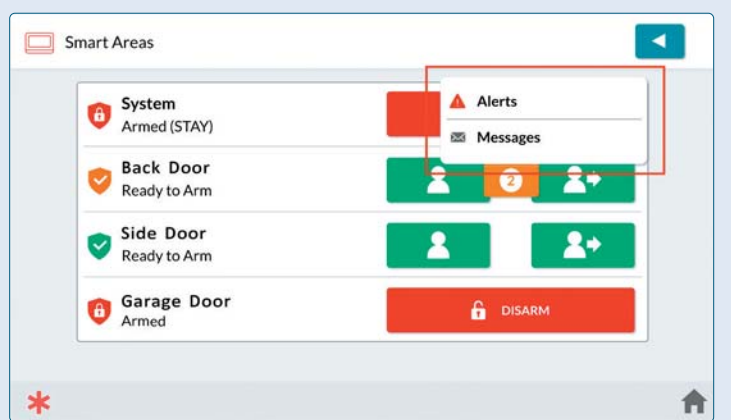 Smart Areas
System
Armed (STAY)
Alerts
Messages
Back Door
Ready to Arm
2
Side Door
Ready to Arm
Garage Door
Armed
DISARM